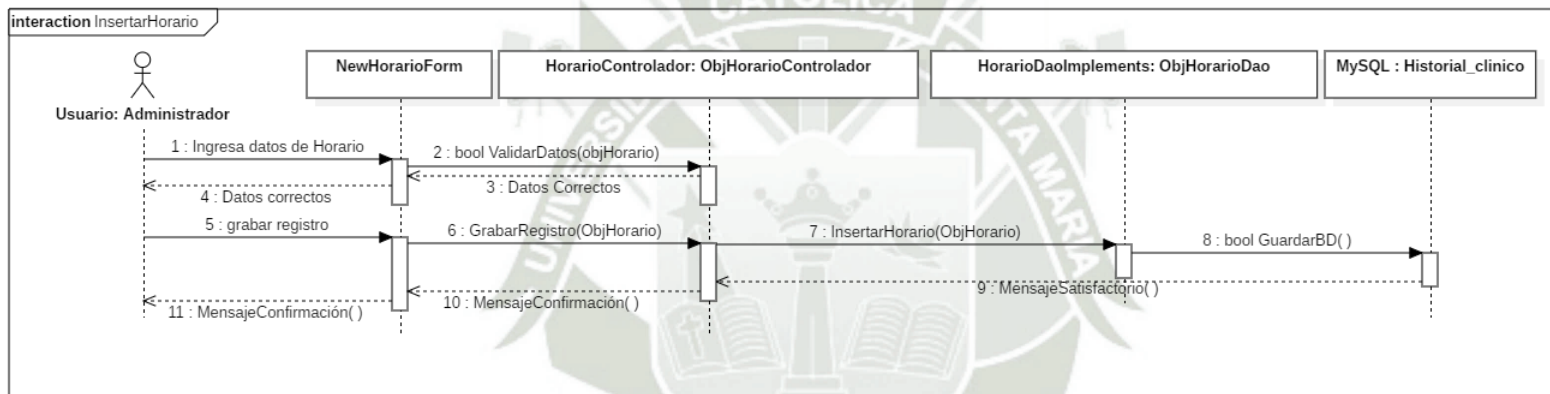 CATÓLICA
interaction InsertarHorario
NewHorarioForm
HorarioControlador: ObjHorarioControlador
HorarioDaoImplements: ObjHorarioDao
MySQL : Historial_clinico
Usuario: Administrador
1 : Ingresa datos de Horario
2 : bool ValidarDatos(objHorario)
3 : Datos Correctos
4 : Datos correctos
5 : grabar registro
6 : GrabarRegistro(ObjHorario)
7 : InsertarHorario(ObjHorario)
8 : bool GuardarBD( )
9 : MensajeSatisfactorio( )
10 : MensajeConfirmación( )
11 : MensajeConfirmación( )